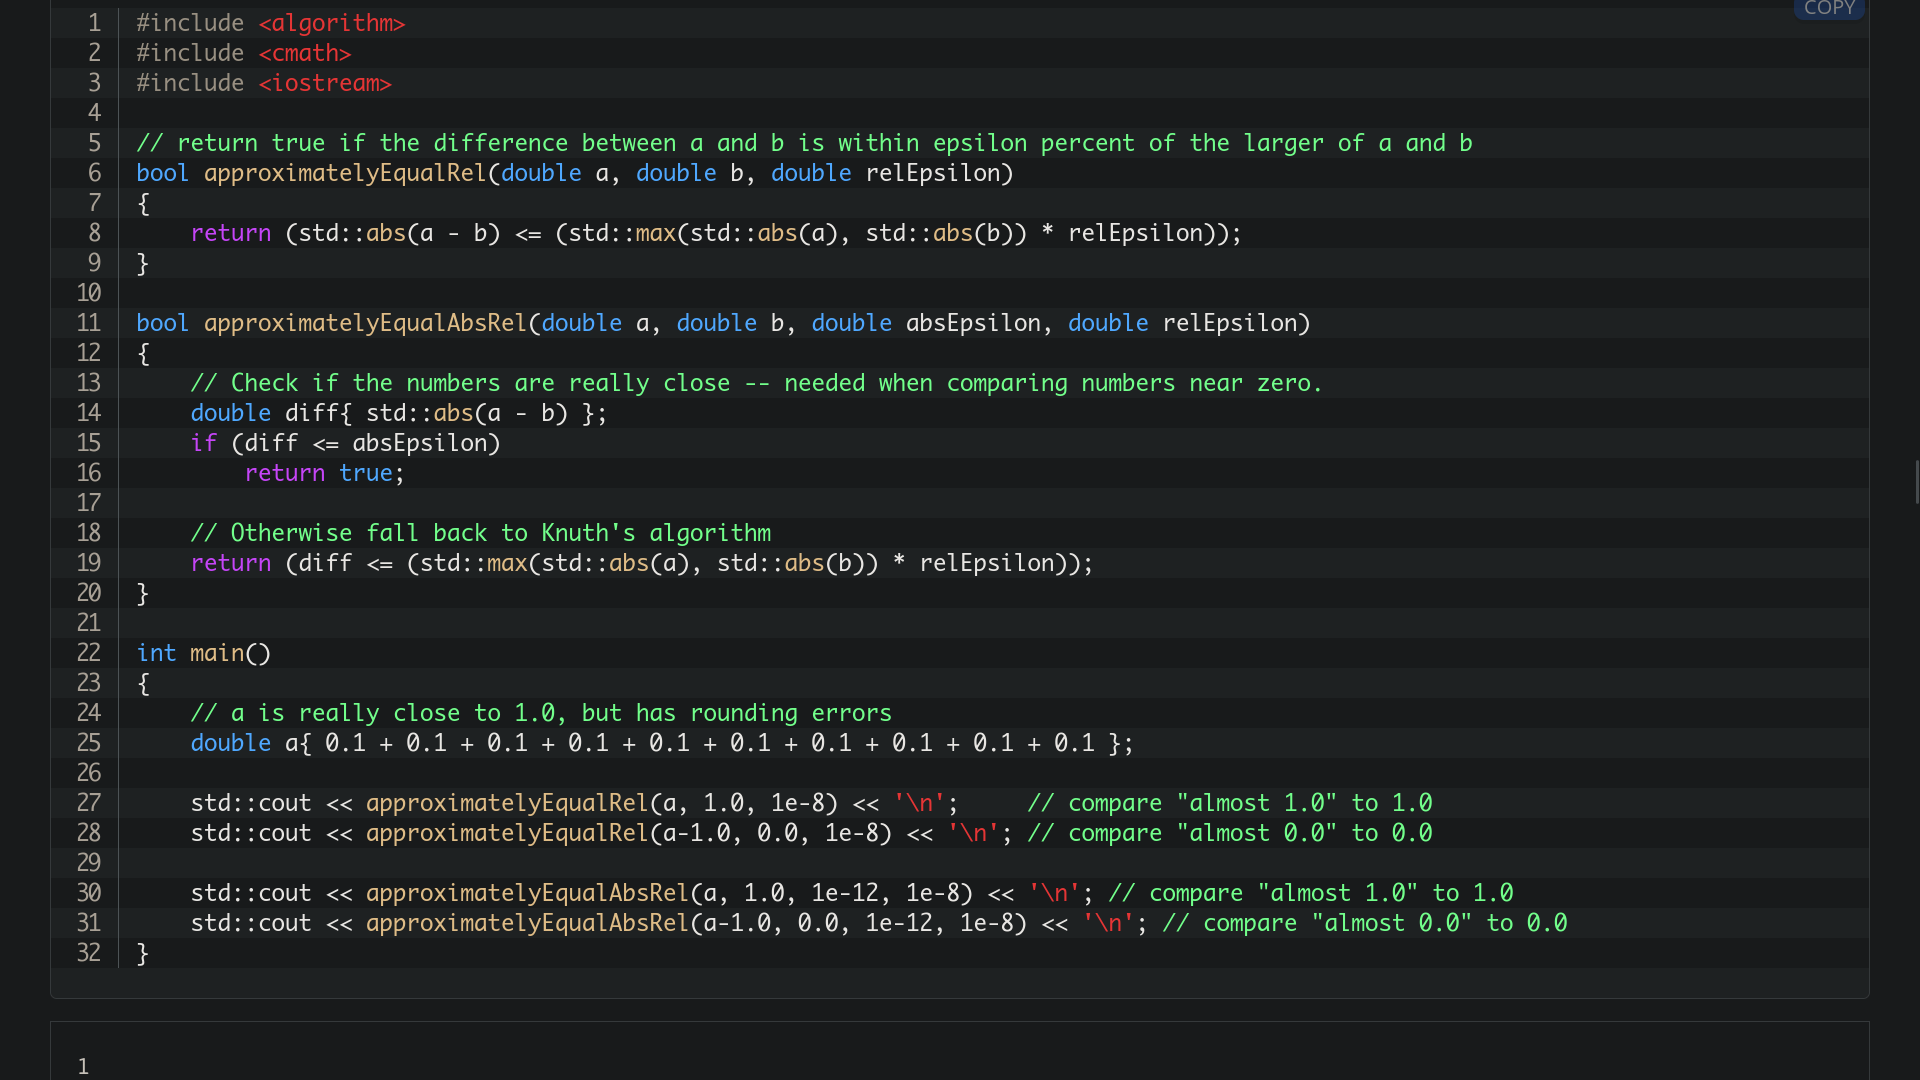 COPY
1 #include <algorithm>
2 #include <cmath>
3 #include <iostream>
4
5 // return true if the difference between a and b is within epsilon percent of the larger of a and b
6 bool approximatelyEqualRel(double a, double b, double relEpsilon)
7 {
8     return (std::abs(a - b) <= (std::max(std::abs(a), std::abs(b)) * relEpsilon));
9 }
10
11 bool approximatelyEqualAbsRel(double a, double b, double absEpsilon, double relEpsilon)
12 {
13     // Check if the numbers are really close -- needed when comparing numbers near zero.
14     double diff{ std::abs(a - b) };
15     if (diff <= absEpsilon)
16         return true;
17
18     // Otherwise fall back to Knuth's algorithm
19     return (diff <= (std::max(std::abs(a), std::abs(b)) * relEpsilon));
20 }
21
22 int main()
23 {
24     // a is really close to 1.0, but has rounding errors
25     double a{ 0.1 + 0.1 + 0.1 + 0.1 + 0.1 + 0.1 + 0.1 + 0.1 + 0.1 + 0.1 };
26
27     std::cout << approximatelyEqualRel(a, 1.0, 1e-8) << '\n';     // compare "almost 1.0" to 1.0
28     std::cout << approximatelyEqualRel(a-1.0, 0.0, 1e-8) << '\n'; // compare "almost 0.0" to 0.0
29
30     std::cout << approximatelyEqualAbsRel(a, 1.0, 1e-12, 1e-8) << '\n'; // compare "almost 1.0" to 1.0
31     std::cout << approximatelyEqualAbsRel(a-1.0, 0.0, 1e-12, 1e-8) << '\n'; // compare "almost 0.0" to 0.0
32 }
1